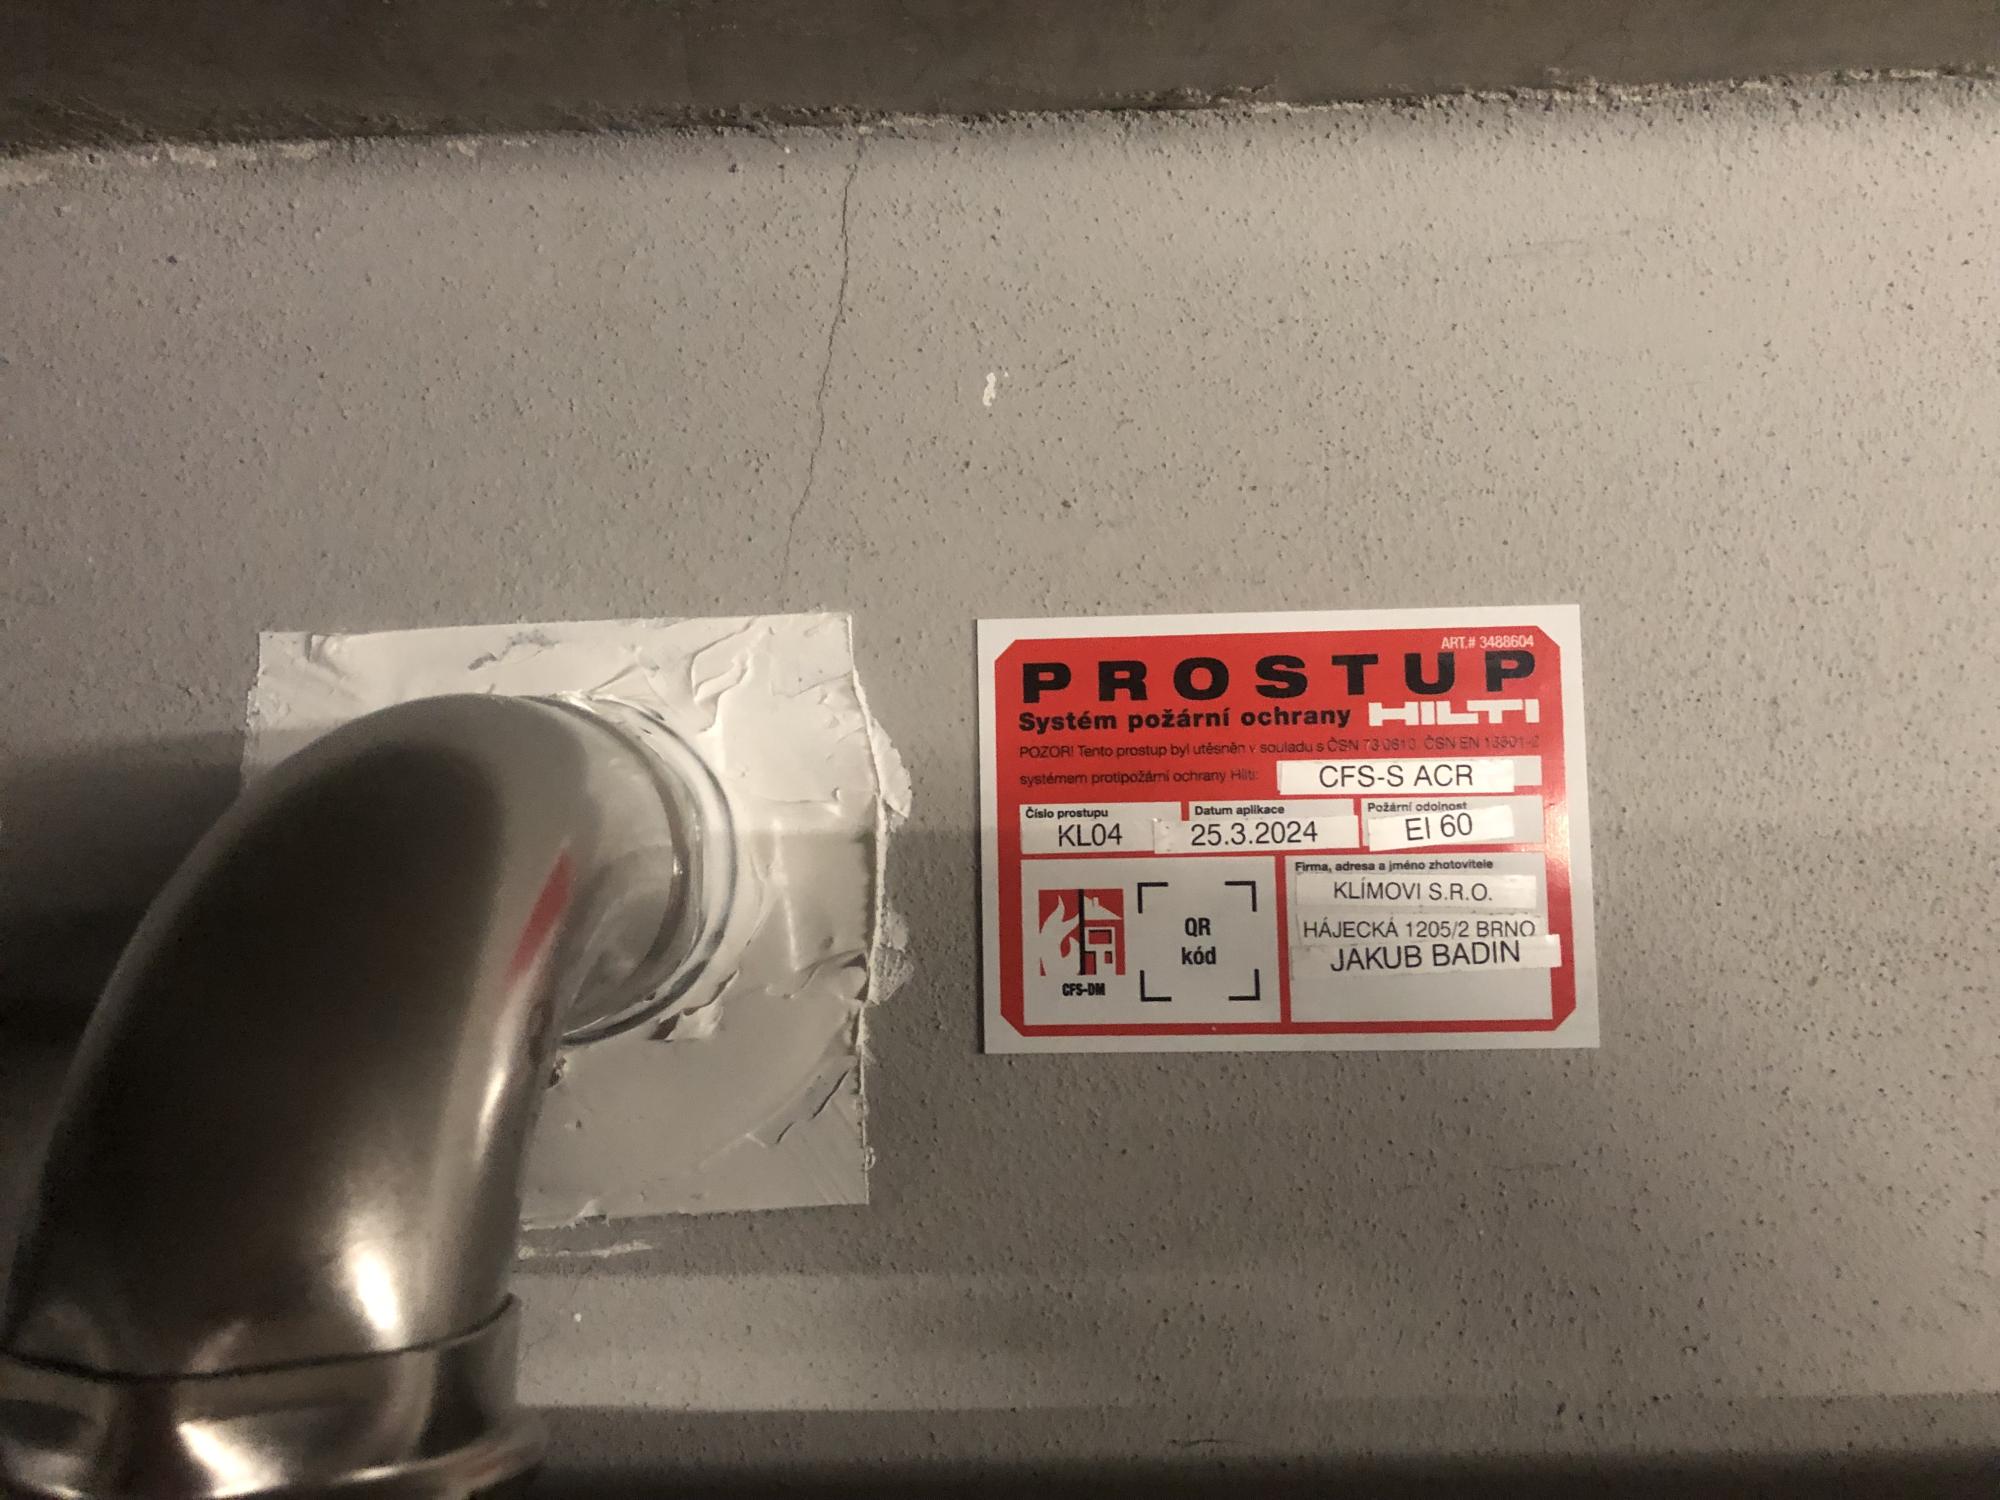 ART.# 3488604
PROSTUP
Systém požární ochrany HILTI
POZOR! Tento prostup byl utěsněn v souladu s ČSN 73 0810, ČSN EN 13501-2
systémem protipožární ochrany Hilti: CFS-S ACR
Číslo prostupu Datum aplikace Požární odolnost
KL04 25.3.2024 EI 60
Firma, adresa a jméno zhotovitele
KLÍMOVI S.R.O.
HÁJECKÁ 1205/2 BRNO
JAKUB BADIN
QR
kód
CFS-DM